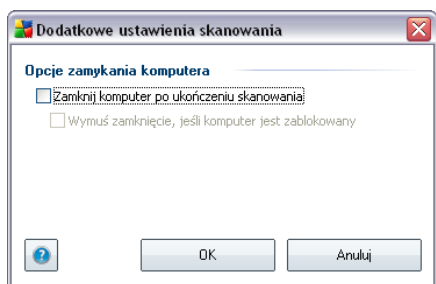 Dodatkowe ustawienia skanowania
Opcje zamykania komputera
Zamknij komputer po ukończeniu skanowania
Wymuś zamknięcie, jeśli komputer jest zablokowany
OK
Anuluj